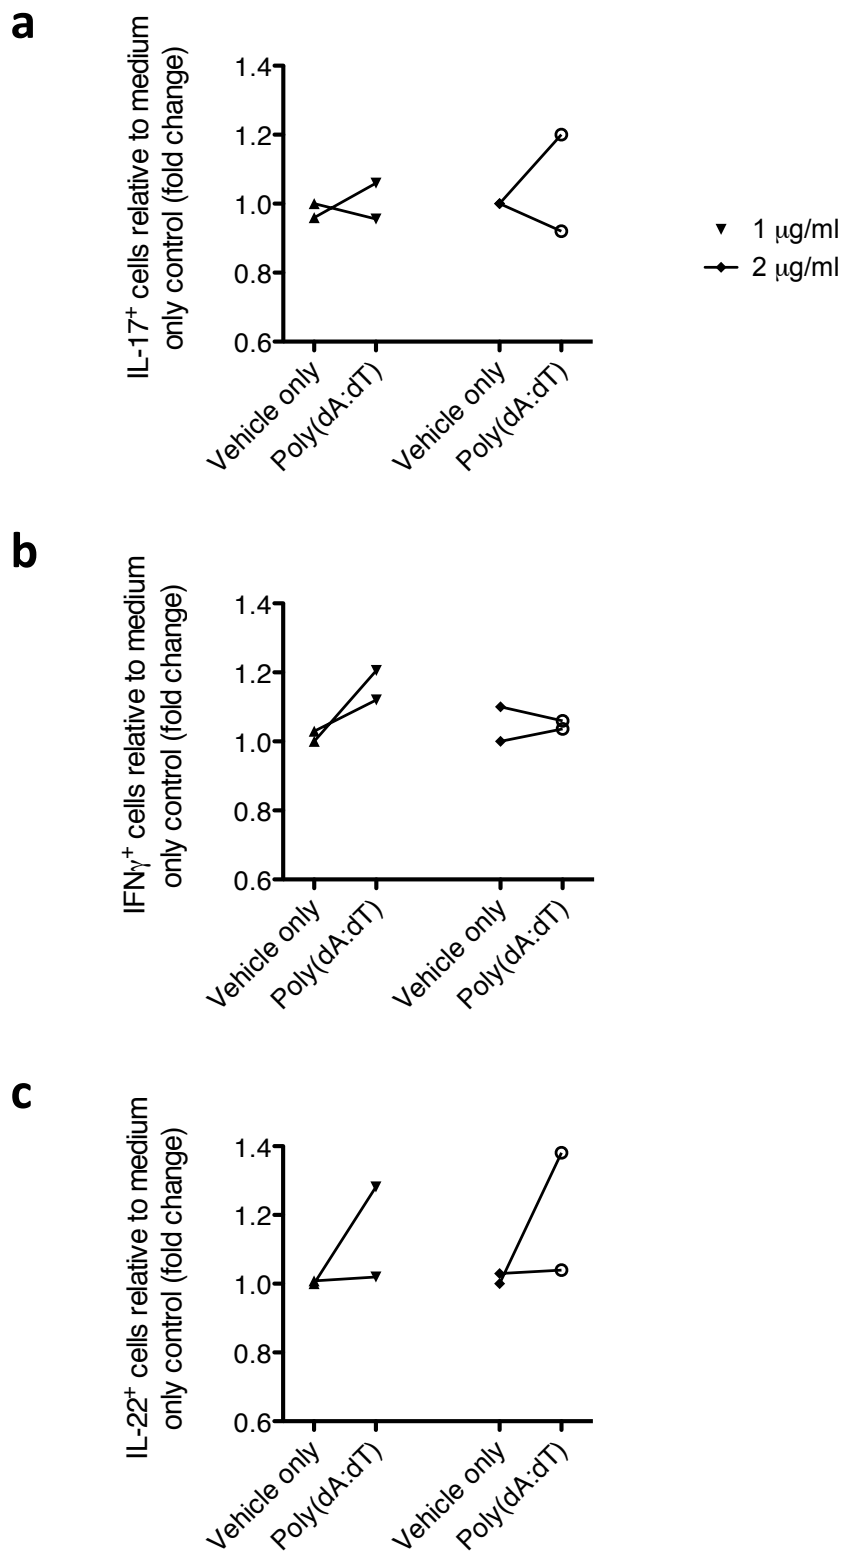 a
IL-17⁺ cells relative to medium
only control (fold change)
1.4
1.2
1.0
0.8
0.6
Vehicle only
Poly(dA:dT)
Vehicle only
Poly(dA:dT)
1 μg/ml
2 μg/ml
b
IFNγ⁺ cells relative to medium
only control (fold change)
1.4
1.2
1.0
0.8
0.6
Vehicle only
Poly(dA:dT)
Vehicle only
Poly(dA:dT)
c
IL-22⁺ cells relative to medium
only control (fold change)
1.4
1.2
1.0
0.8
0.6
Vehicle only
Poly(dA:dT)
Vehicle only
Poly(dA:dT)